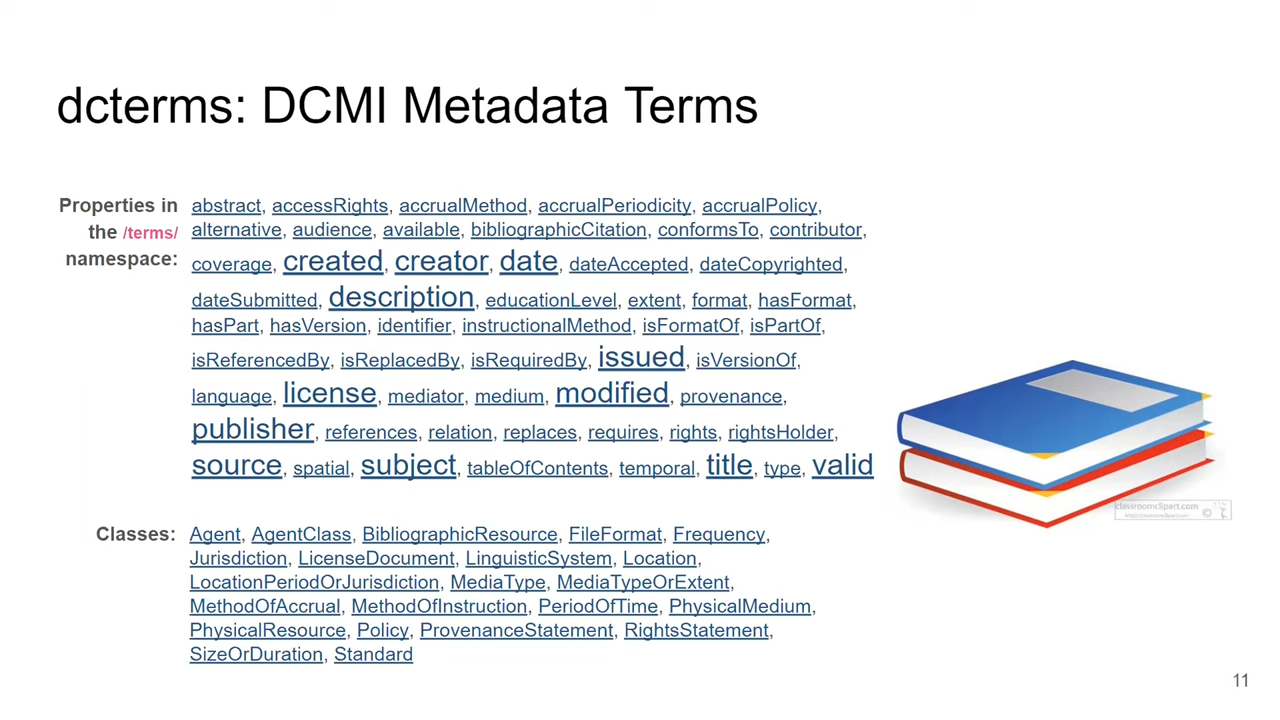 dcterms: DCMI Metadata Terms
Properties in the /terms/ namespace:
abstract, accessRights, accrualMethod, accrualPeriodicity, accrualPolicy,
alternative, audience, available, bibliographicCitation, conformsTo, contributor,
coverage, created, creator, date, dateAccepted, dateCopyrighted,
dateSubmitted, description, educationLevel, extent, format, hasFormat,
hasPart, hasVersion, identifier, instructionalMethod, isFormatOf, isPartOf,
isReferencedBy, isReplacedBy, isRequiredBy, issued, isVersionOf,
language, license, mediator, medium, modified, provenance,
publisher, references, relation, replaces, requires, rights, rightsHolder,
source, spatial, subject, tableOfContents, temporal, title, type, valid
Classes:
Agent, AgentClass, BibliographicResource, FileFormat, Frequency,
Jurisdiction, LicenseDocument, LinguisticSystem, Location,
LocationPeriodOrJurisdiction, MediaType, MediaTypeOrExtent,
MethodOfAccrual, MethodOfInstruction, PeriodOfTime, PhysicalMedium,
PhysicalResource, Policy, ProvenanceStatement, RightsStatement,
SizeOrDuration, Standard
classroomclipart.com ©
11